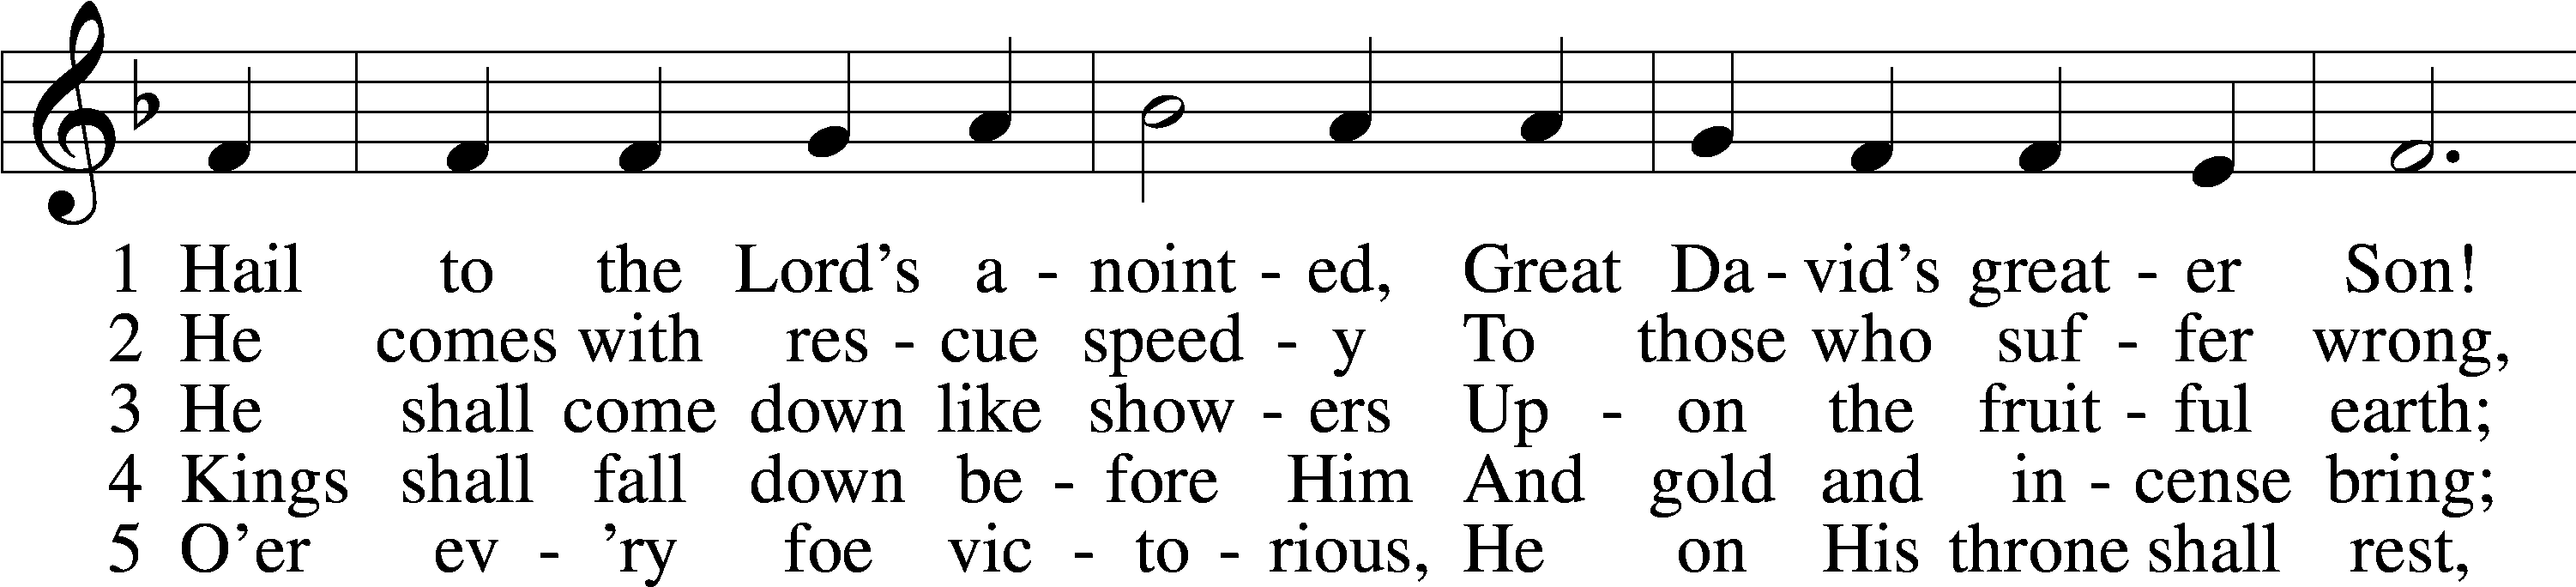 1 Hail to the Lord's a - noint - ed, Great Da - vid's great - er Son!
2 He comes with res - cue speed - y To those who suf - fer wrong,
3 He shall come down like show - ers Up - on the fruit - ful earth;
4 Kings shall fall down be - fore Him And gold and in - cense bring;
5 O'er ev - 'ry foe vic - to - rious, He on His throne shall rest,